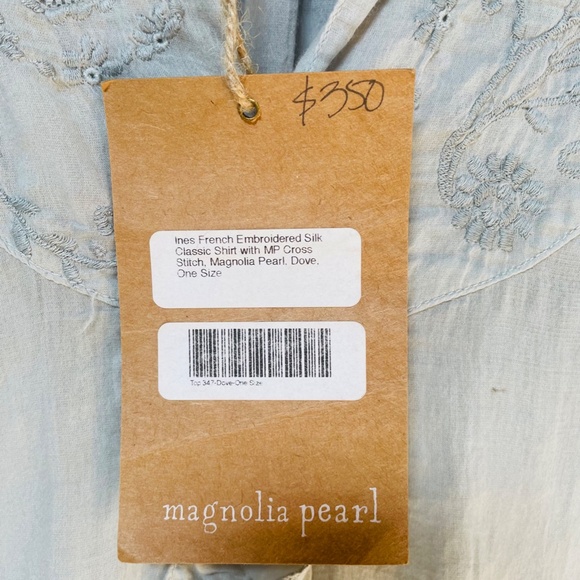 $350
Ines French Embroidered Silk
Classic Shirt with MP Cross
Stitch, Magnolia Pearl, Dove,
One Size
Top 347-Dove-One Size
magnolia pearl